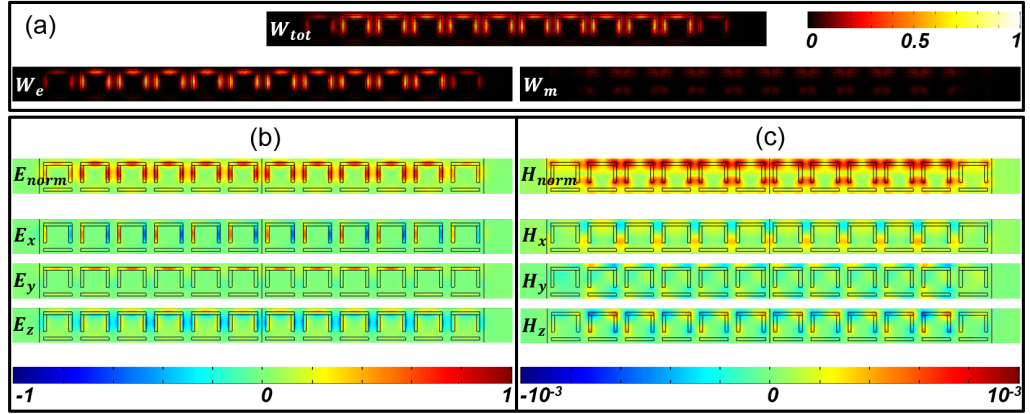 (a)
W_tot
0 0.5 1
W_e
W_m
(b)
E_norm
E_x
E_y
E_z
-1 0 1
(c)
H_norm
H_x
H_y
H_z
-10^-3 0 10^-3